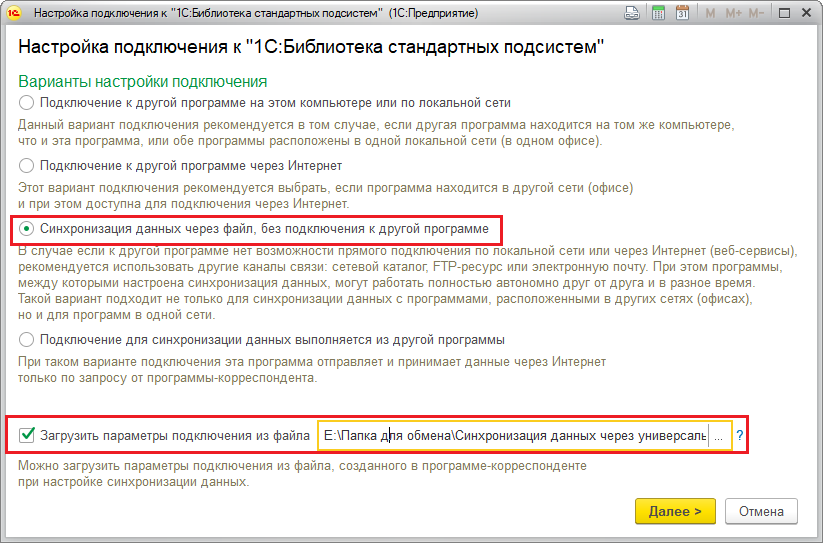 Настройка подключения к "1С:Библиотека стандартных подсистем" (1С:Предприятие)
M M+ M-
Настройка подключения к "1С:Библиотека стандартных подсистем"
Варианты настройки подключения
Подключение к другой программе на этом компьютере или по локальной сети
Данный вариант подключения рекомендуется в том случае, если другая программа находится на том же компьютере,
что и эта программа, или обе программы расположены в одной локальной сети (в одном офисе).
Подключение к другой программе через Интернет
Этот вариант подключения рекомендуется выбрать, если программа находится в другой сети (офисе)
и при этом доступна для подключения через Интернет.
Синхронизация данных через файл, без подключения к другой программе
В случае если к другой программе нет возможности прямого подключения по локальной сети или через Интернет (веб-сервисы),
рекомендуется использовать другие каналы связи: сетевой каталог, FTP-ресурс или электронную почту. При этом программы,
между которыми настроена синхронизация данных, могут работать полностью автономно друг от друга и в разное время.
Такой вариант подходит не только для синхронизации данных с программами, расположенными в других сетях (офисах),
но и для программ в одной сети.
Подключение для синхронизации данных выполняется из другой программы
При таком варианте подключения эта программа отправляет и принимает данные через Интернет
только по запросу от программы-корреспондента.
Загрузить параметры подключения из файла E:\Папка для обмена\Синхронизация данных через универсаль ... ?
Можно загрузить параметры подключения из файла, созданного в программе-корреспонденте
при настройке синхронизации данных.
Далее > Отмена